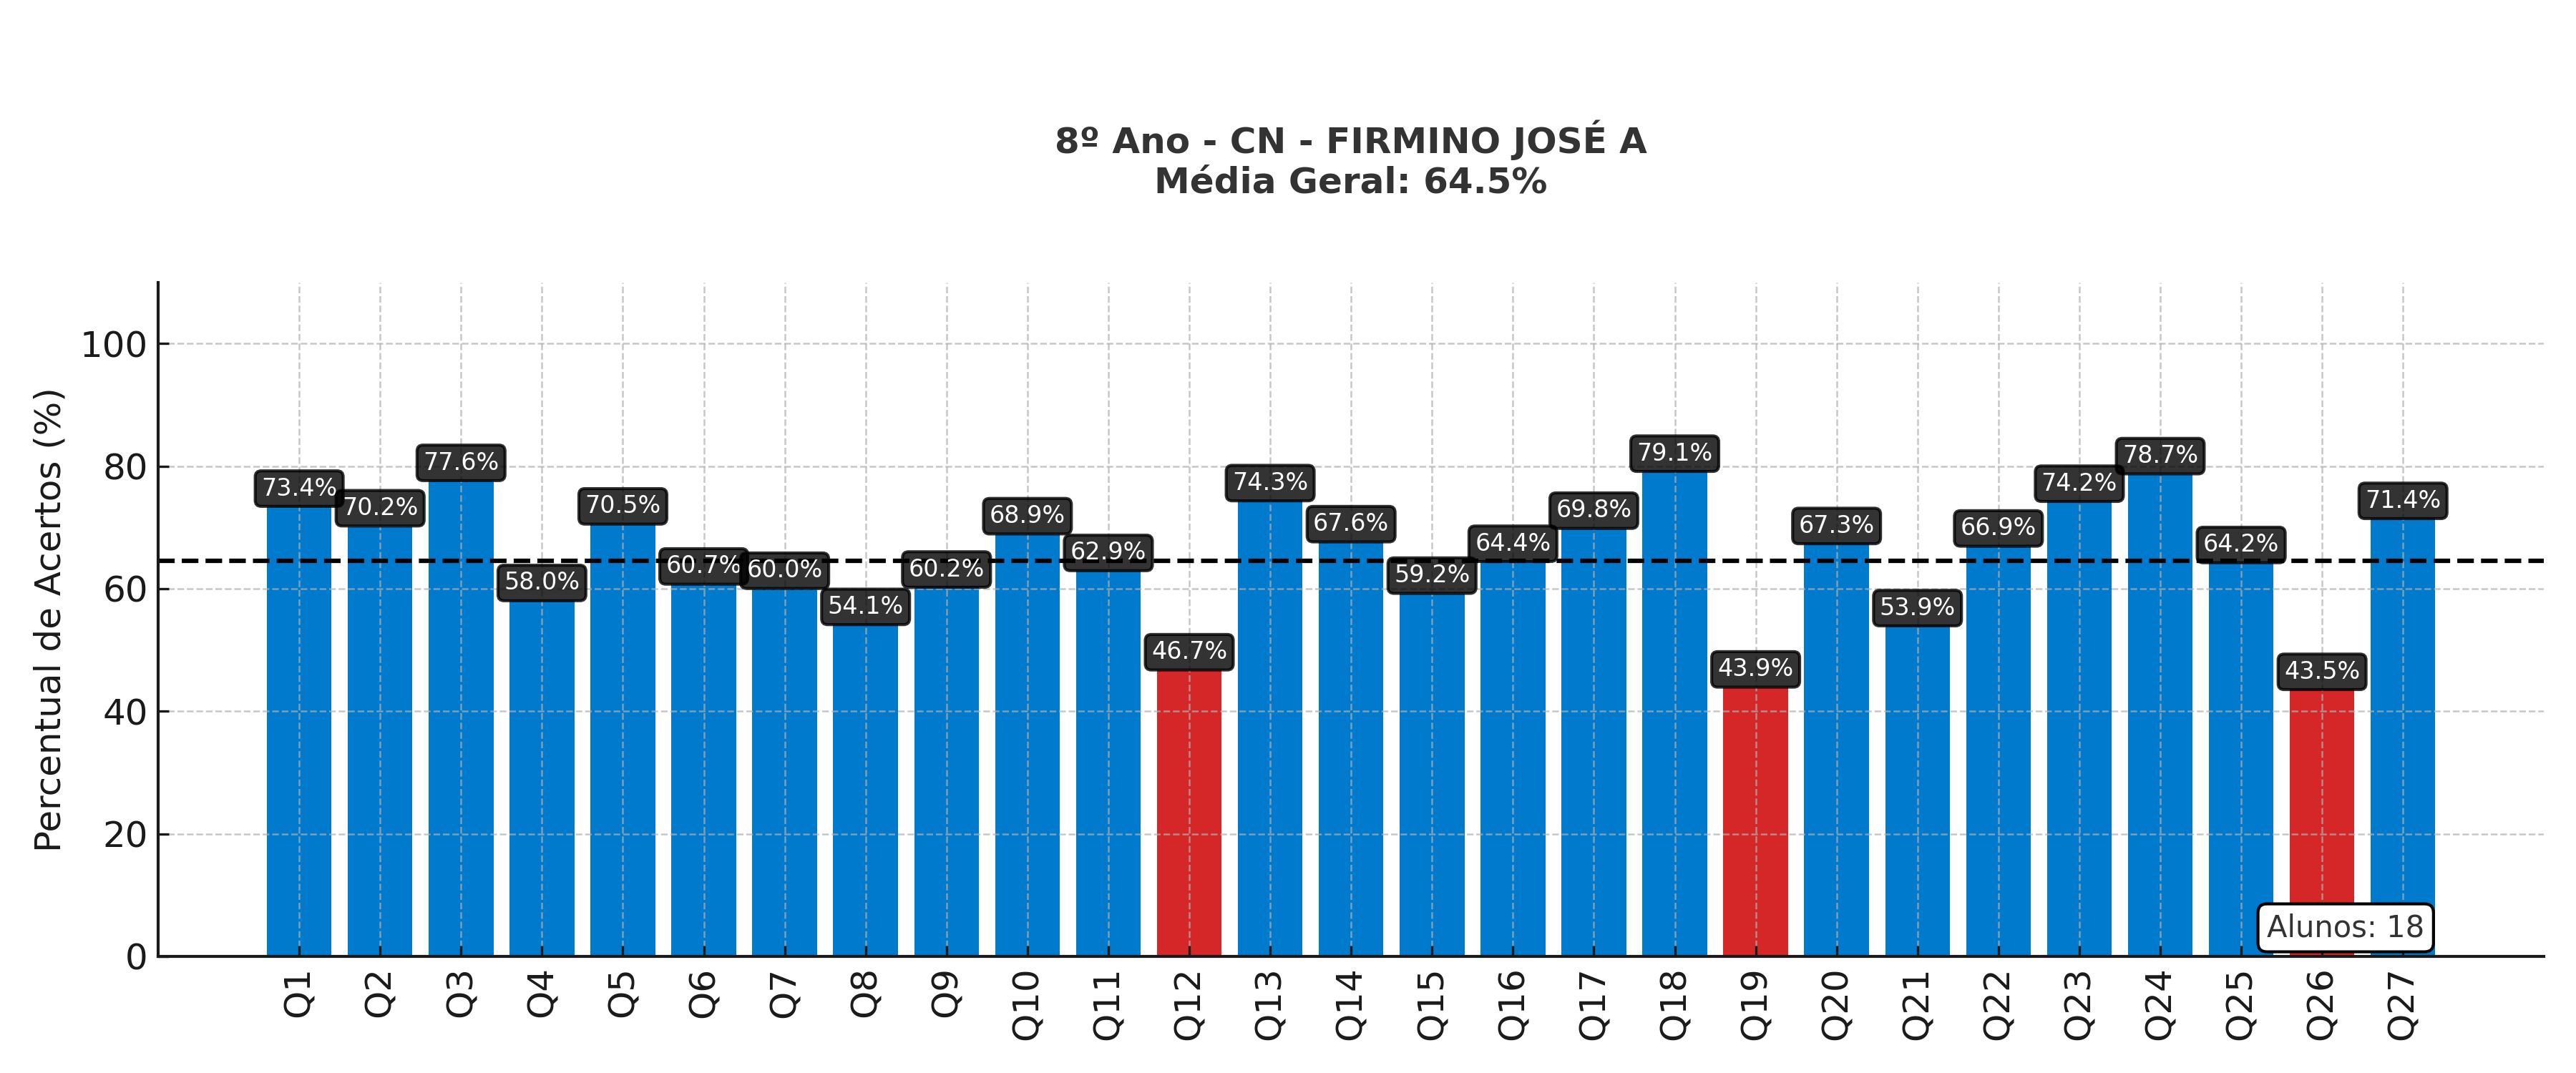 8º Ano - CN - FIRMINO JOSÉ A
Média Geral: 64.5%
Percentual de Acertos (%)
100
80
60
40
20
0
73.4%
70.2%
77.6%
58.0%
70.5%
60.7%
60.0%
54.1%
60.2%
68.9%
62.9%
46.7%
74.3%
67.6%
59.2%
64.4%
69.8%
79.1%
43.9%
67.3%
53.9%
66.9%
74.2%
78.7%
64.2%
43.5%
71.4%
Alunos: 18
Q1
Q2
Q3
Q4
Q5
Q6
Q7
Q8
Q9
Q10
Q11
Q12
Q13
Q14
Q15
Q16
Q17
Q18
Q19
Q20
Q21
Q22
Q23
Q24
Q25
Q26
Q27